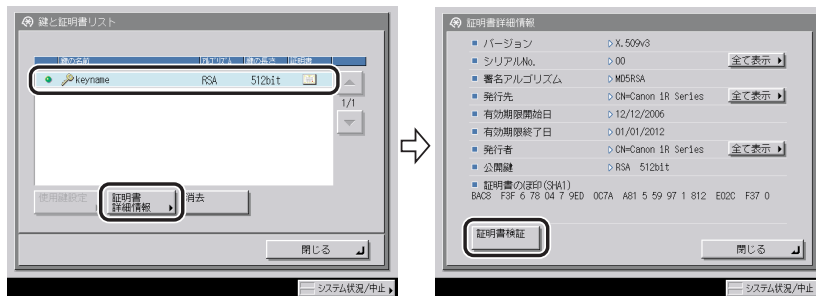 鍵と証明書リスト
鍵の名前 アルゴリズム 鍵の長さ 証明書
keyname RSA 512bit
1/1
使用鍵設定 証明書詳細情報 消去
閉じる
システム状況/中止
証明書詳細情報
バージョン X.509v3
シリアルNo. 00 全て表示
署名アルゴリズム MD5RSA
発行先 CN=Canon iR Series 全て表示
有効期限開始日 12/12/2006
有効期限終了日 01/01/2012
発行者 CN=Canon iR Series 全て表示
公開鍵 RSA 512bit
証明書の拇印(SHA1)
BAC8 F3F 6 78 04 7 9ED 0C7A A81 5 59 97 1 812 E02C F37 0
証明書検証
閉じる
システム状況/中止